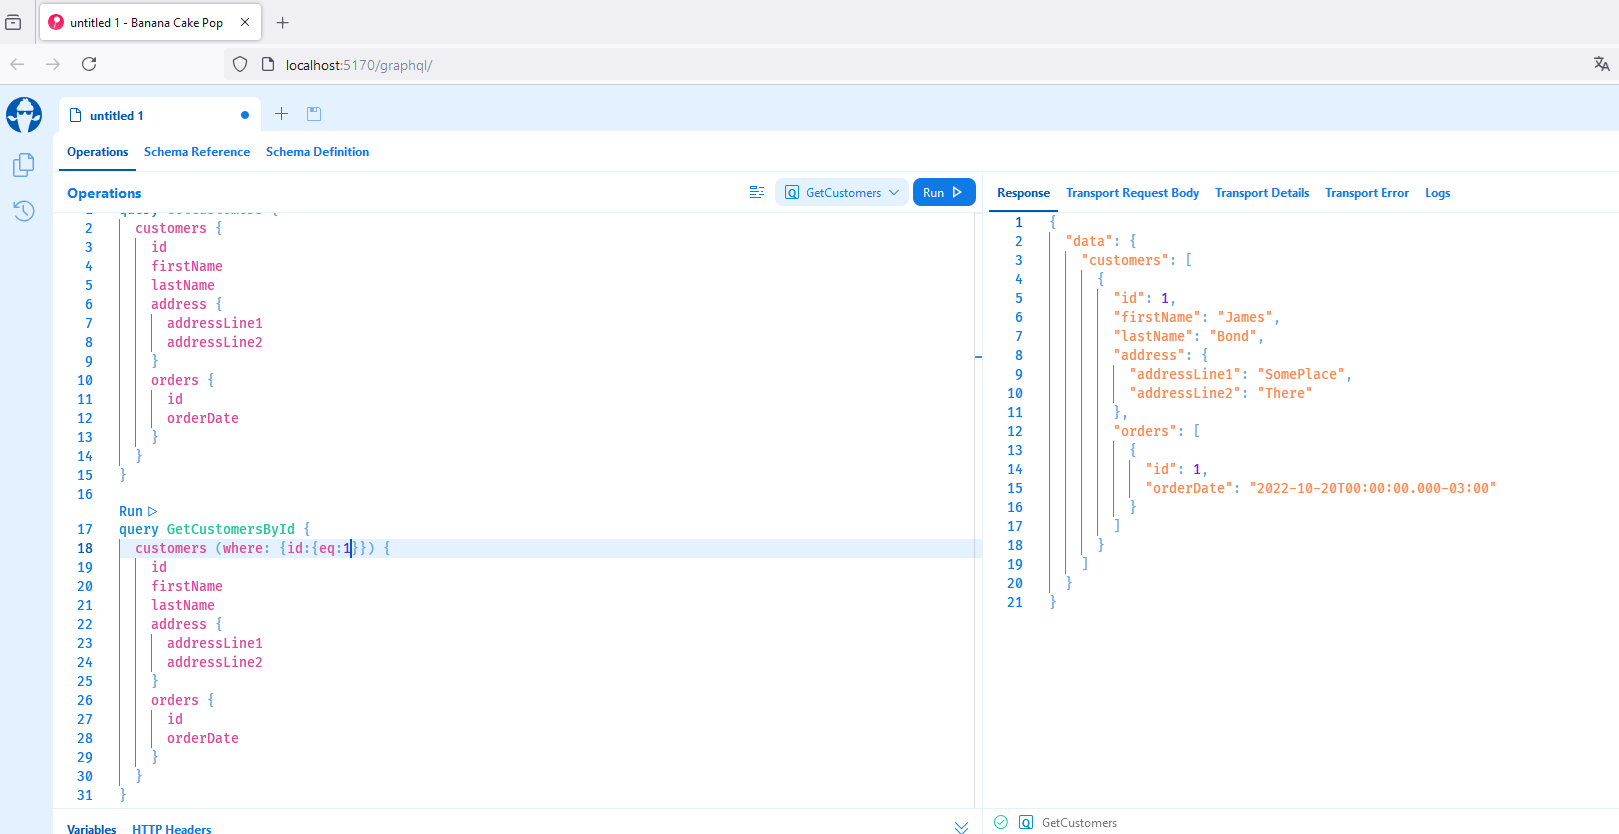 untitled 1 - Banana Cake Pop
localhost:5170/graphql/
untitled 1
Operations Schema Reference Schema Definition
Operations
GetCustomers
Run
2 customers {
3 id
4 firstName
5 lastName
6 address {
7 addressLine1
8 addressLine2
9 }
10 orders {
11 id
12 orderDate
13 }
14 }
15 }
16
Run
17 query GetCustomersById {
18 customers (where: {id:{eq:1}}) {
19 id
20 firstName
21 lastName
22 address {
23 addressLine1
24 addressLine2
25 }
26 orders {
27 id
28 orderDate
29 }
30 }
31 }
Variables HTTP Headers
Response Transport Request Body Transport Details Transport Error Logs
1 {
2 "data": {
3 "customers": [
4 {
5 "id": 1,
6 "firstName": "James",
7 "lastName": "Bond",
8 "address": {
9 "addressLine1": "SomePlace",
10 "addressLine2": "There"
11 },
12 "orders": [
13 {
14 "id": 1,
15 "orderDate": "2022-10-20T00:00:00.000-03:00"
16 }
17 ]
18 }
19 ]
20 }
21 }
Q GetCustomers